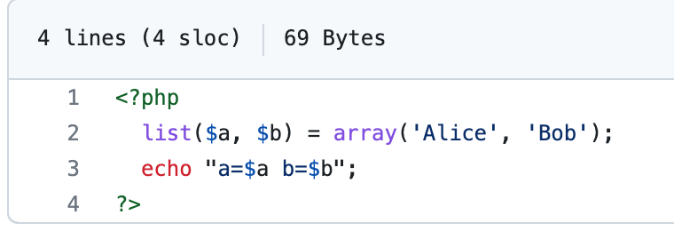 4 lines (4 sloc) 69 Bytes
1 <?php
2 list($a, $b) = array('Alice', 'Bob');
3 echo "a=$a b=$b";
4 ?>